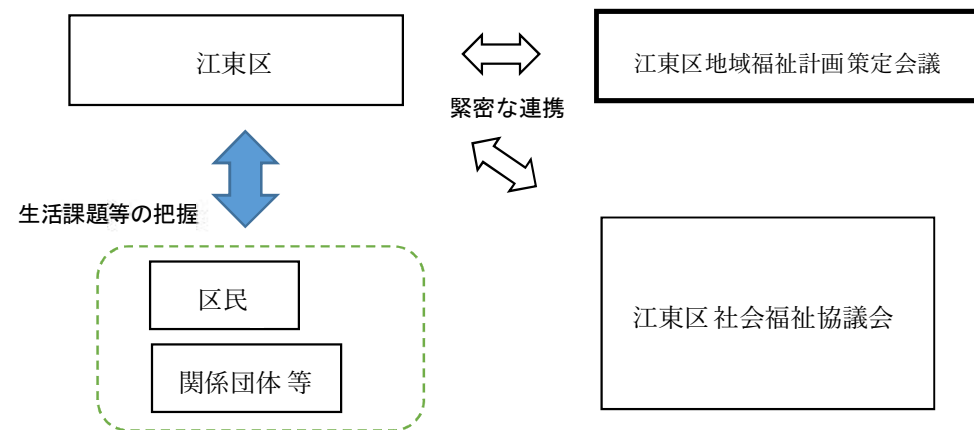 江東区
江東区地域福祉計画策定会議
緊密な連携
生活課題等の把握
区民
関係団体 等
江東区 社会福祉協議会